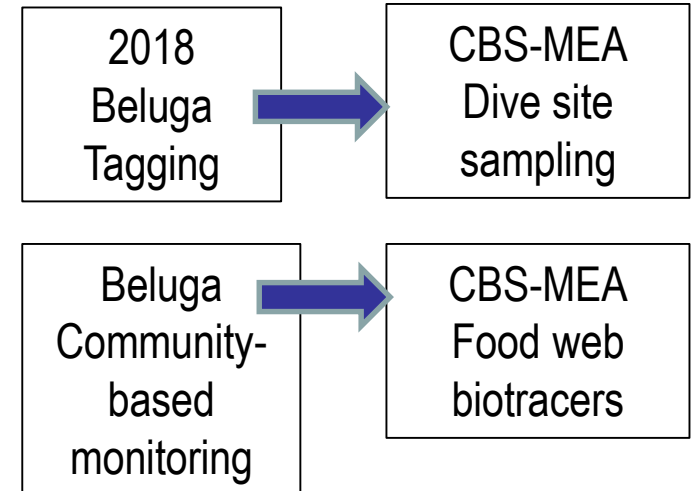 2018
Beluga
Tagging
CBS-MEA
Dive site
sampling
Beluga
Community-
based
monitoring
CBS-MEA
Food web
biotracers